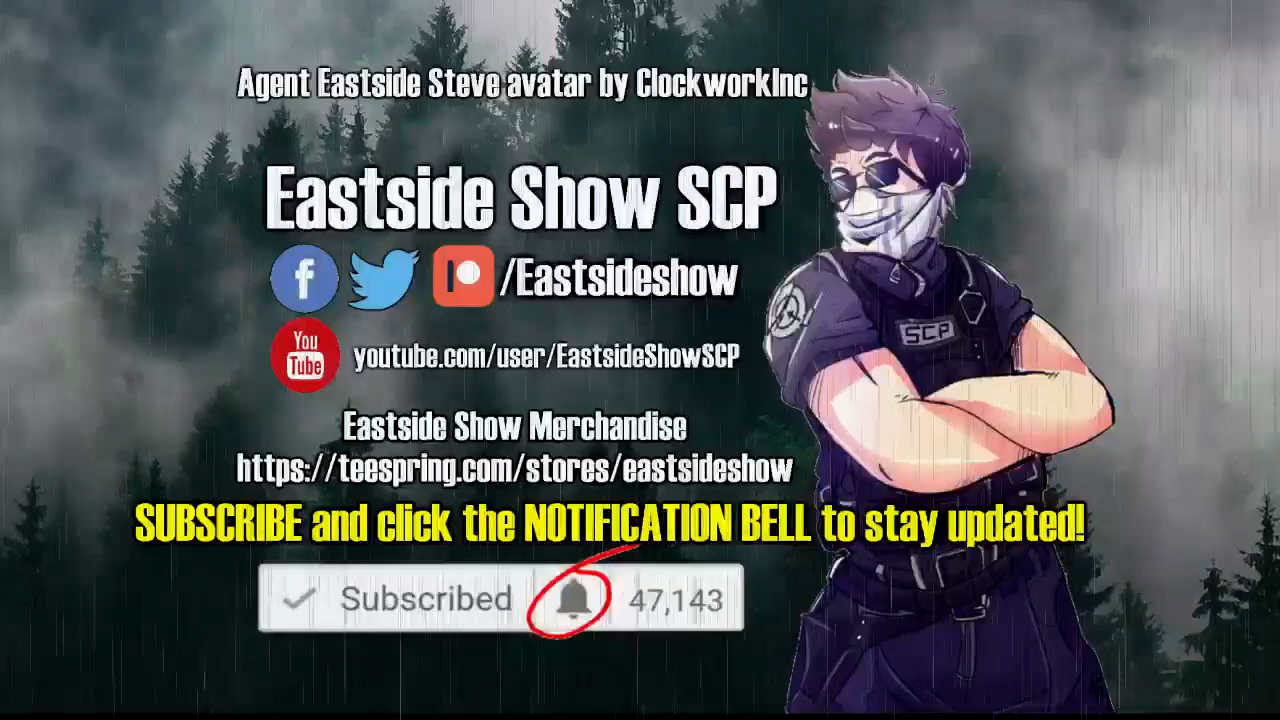 Agent Eastside Steve avatar by ClockworkInc
Eastside Show SCP
/Eastsideshow
You
Tube
youtube.com/user/EastsideShowSCP
SCP
Eastside Show Merchandise
https://teespring.com/stores/eastsideshow
SUBSCRIBE and click the NOTIFICATION BELL to stay updated!
Subscribed 47,143